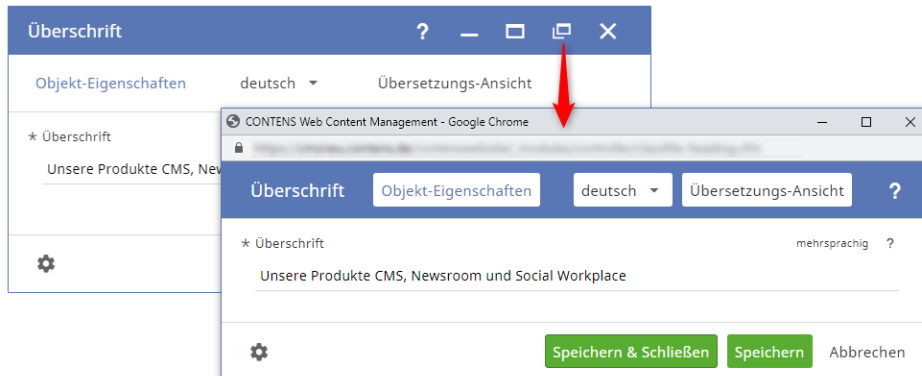 Überschrift ?
Objekt-Eigenschaften deutsch Übersetzungs-Ansicht
* Überschrift
Unsere Produkte CMS,
CONTENS Web Content Management - Google Chrome
Überschrift Objekt-Eigenschaften deutsch Übersetzungs-Ansicht ?
* Überschrift mehrsprachig ?
Unsere Produkte CMS, Newsroom und Social Workplace
Speichern & Schließen Speichern Abbrechen